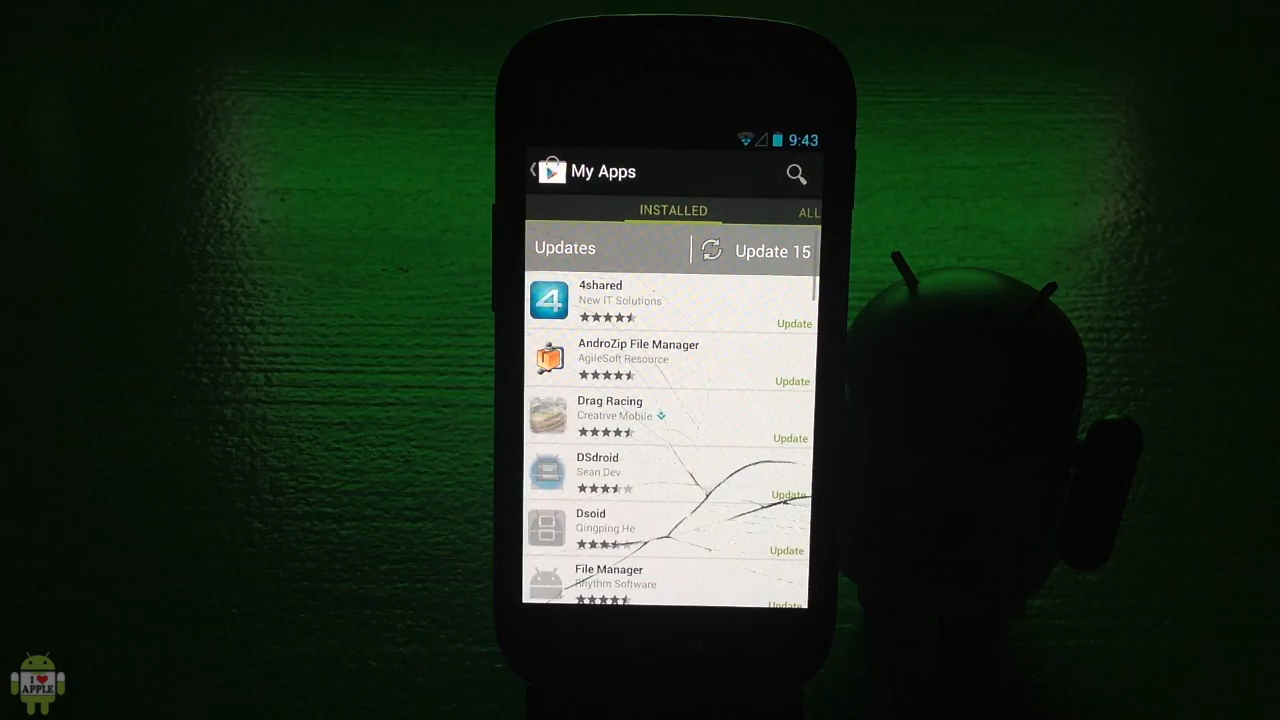 9:43
My Apps
INSTALLED
ALL
Updates
Update 15
4shared
New IT Solutions
Update
AndroZip File Manager
AgileSoft Resource
Update
Drag Racing
Creative Mobile
Update
DSdroid
Sean Dev
Update
Dsoid
Qingping He
Update
File Manager
Rhythm Software
Update
I ❤ APPLE